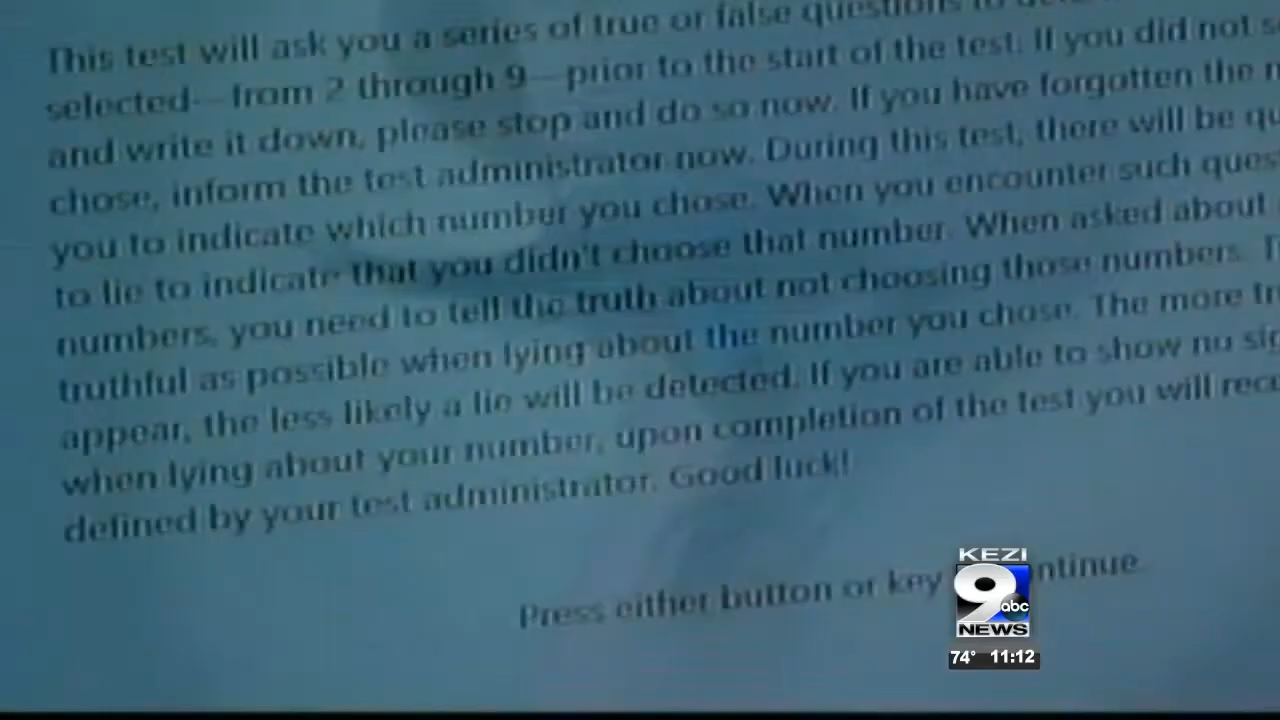 This test will ask you a series of true or false questions to
selected—from 2 through 9—prior to the start of the test. If you did not
and write it down, please stop and do so now. If you have forgotten the
chose, inform the test administrator now. During this test, there will be
you to indicate which number you chose. When you encounter such
to lie to indicate that you didn't choose that number. When asked about
numbers, you need to tell the truth about not choosing those numbers.
truthful as possible when lying about the number you chose. The more
appear, the less likely a lie will be detected. If you are able to show no
when lying about your number, upon completion of the test you will
defined by your test administrator. Good luck!
Press either button or key
KEZI
9
abc
NEWS
74° 11:12